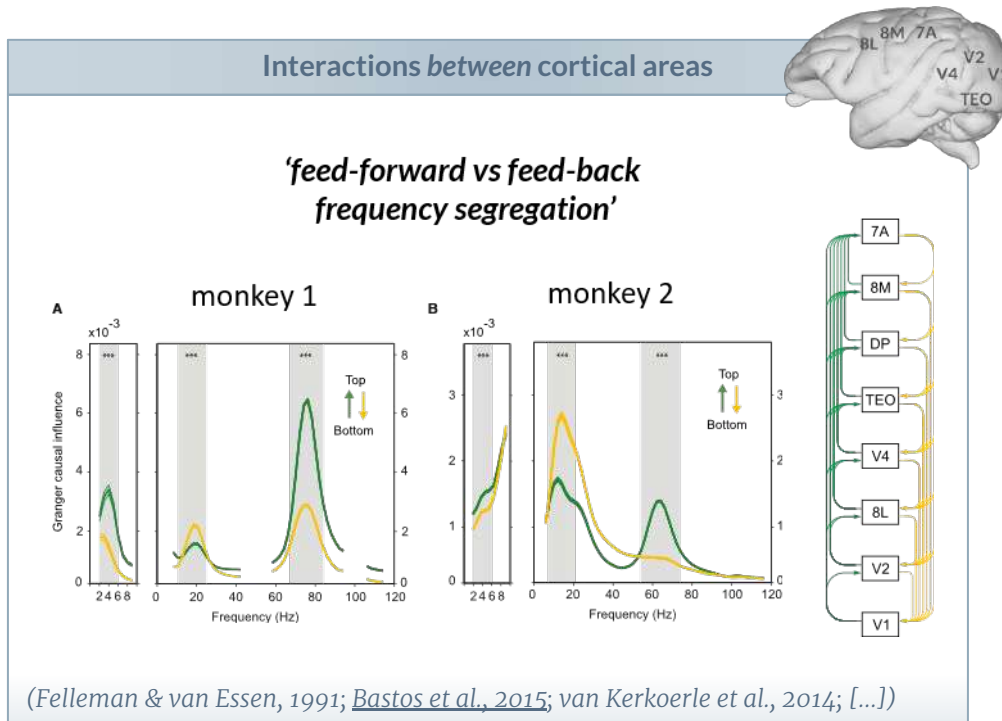 Interactions between cortical areas
8L
8M
7A
V2
V4
TEO
'feed-forward vs feed-back
frequency segregation'
monkey 1
monkey 2
A
x10⁻³
8
6
4
2
0
***
***
***
Top
Bottom
8
6
4
2
0
Granger causal influence
2 4 6 8
0 20 40 60 80 100 120
Frequency (Hz)
B
x10⁻³
3
2
1
0
***
***
***
Top
Bottom
3
2
1
0
2 4 6 8
0 20 40 60 80 100 120
Frequency (Hz)
7A
8M
DP
TEO
V4
8L
V2
V1
(Felleman & van Essen, 1991; Bastos et al., 2015; van Kerkoerle et al., 2014; [...])